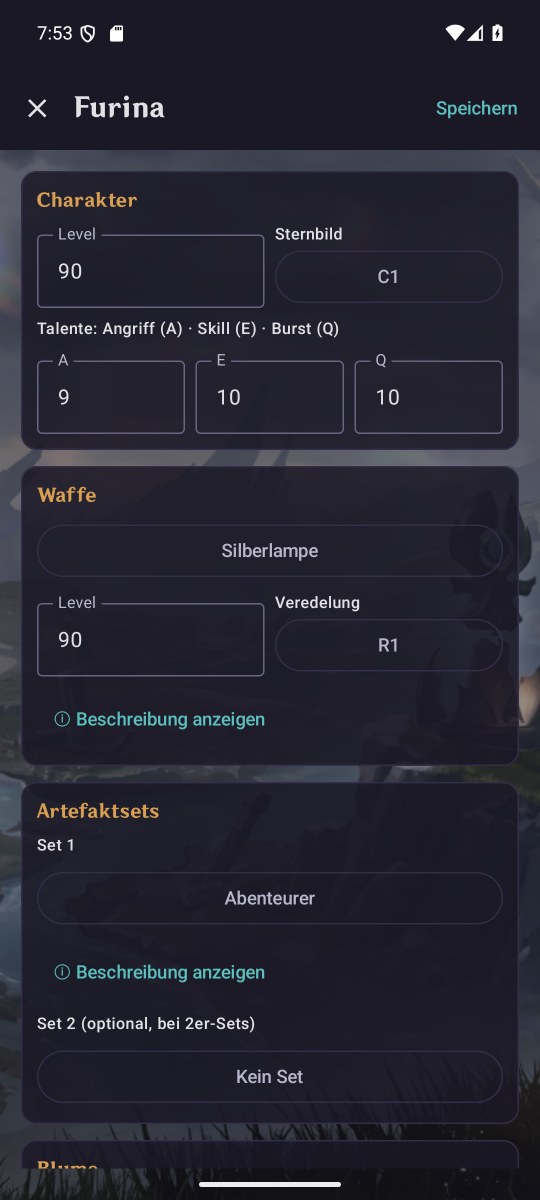 7:53
Furina
Speichern
Charakter
Level
Sternbild
90
C1
Talente: Angriff (A) · Skill (E) · Burst (Q)
A
E
Q
9
10
10
Waffe
Silberlampe
Level
Veredelung
90
R1
Beschreibung anzeigen
Artefaktsets
Set 1
Abenteurer
Beschreibung anzeigen
Set 2 (optional, bei 2er-Sets)
Kein Set
Blume